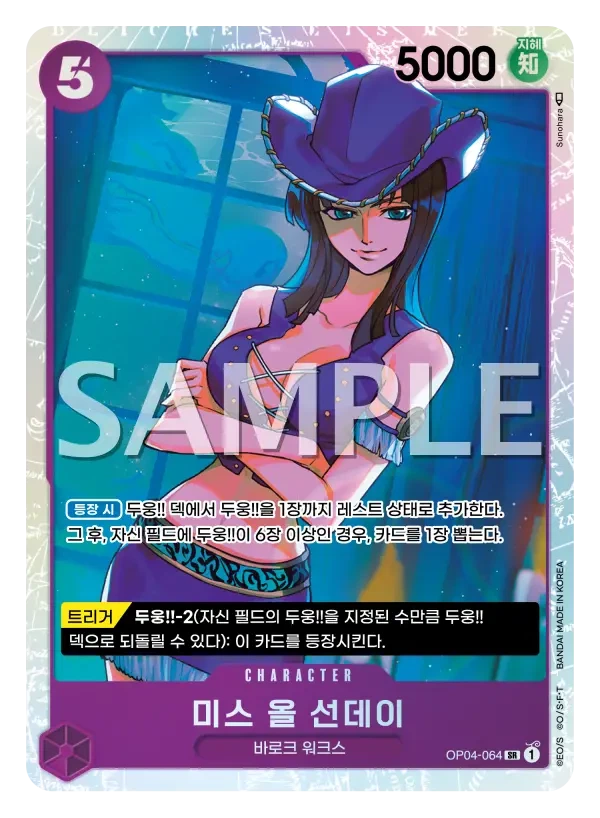 5
5000
지혜
知
Sunohara
SAMPLE
등장 시 두웅!! 덱에서 두웅!!을 1장까지 레스트 상태로 추가한다.
그 후, 자신 필드에 두웅!!이 6장 이상인 경우, 카드를 1장 뽑는다.
트리거 두웅!!-2(자신 필드의 두웅!!을 지정된 수만큼 두웅!!
덱으로 되돌릴 수 있다): 이 카드를 등장시킨다.
CHARACTER
미스 올 선데이
바로크 워크스
OP04-064 SR 1
©E.O/S. ©O/S·F·T BANDAI MADE IN KOREA